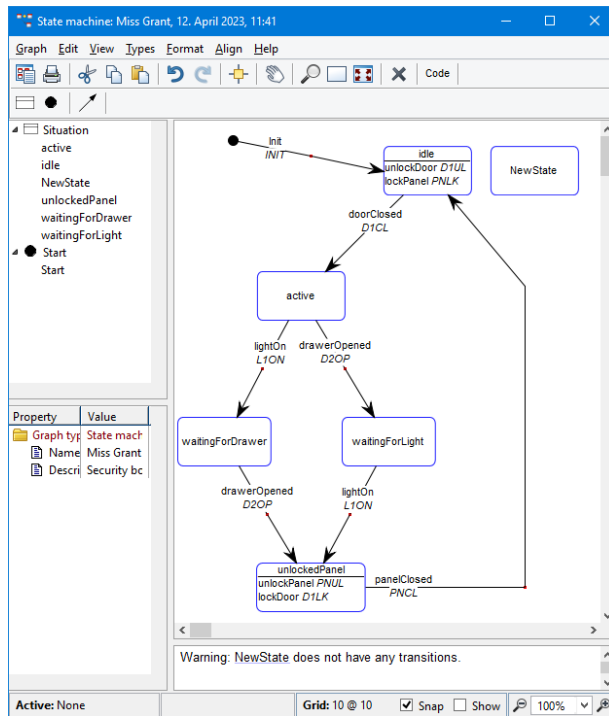 State machine: Miss Grant, 12. April 2023, 11:41
Graph Edit View Types Format Align Help
Code
Situation
active
idle
NewState
unlockedPanel
waitingForDrawer
waitingForLight
Start
Start
Property Value
Graph typ State mach
Name Miss Grant
Descri Security bc
Init
INIT
idle
unlockDoor D1UL
lockPanel PNLK
NewState
doorClosed
D1CL
active
lightOn
L1ON
drawerOpened
D2OP
waitingForDrawer
waitingForLight
drawerOpened
D2OP
lightOn
L1ON
unlockedPanel
unlockPanel PNUL
lockDoor D1LK
panelClosed
PNCL
Warning: NewState does not have any transitions.
Active: None
Grid: 10 @ 10
Snap
Show
100%